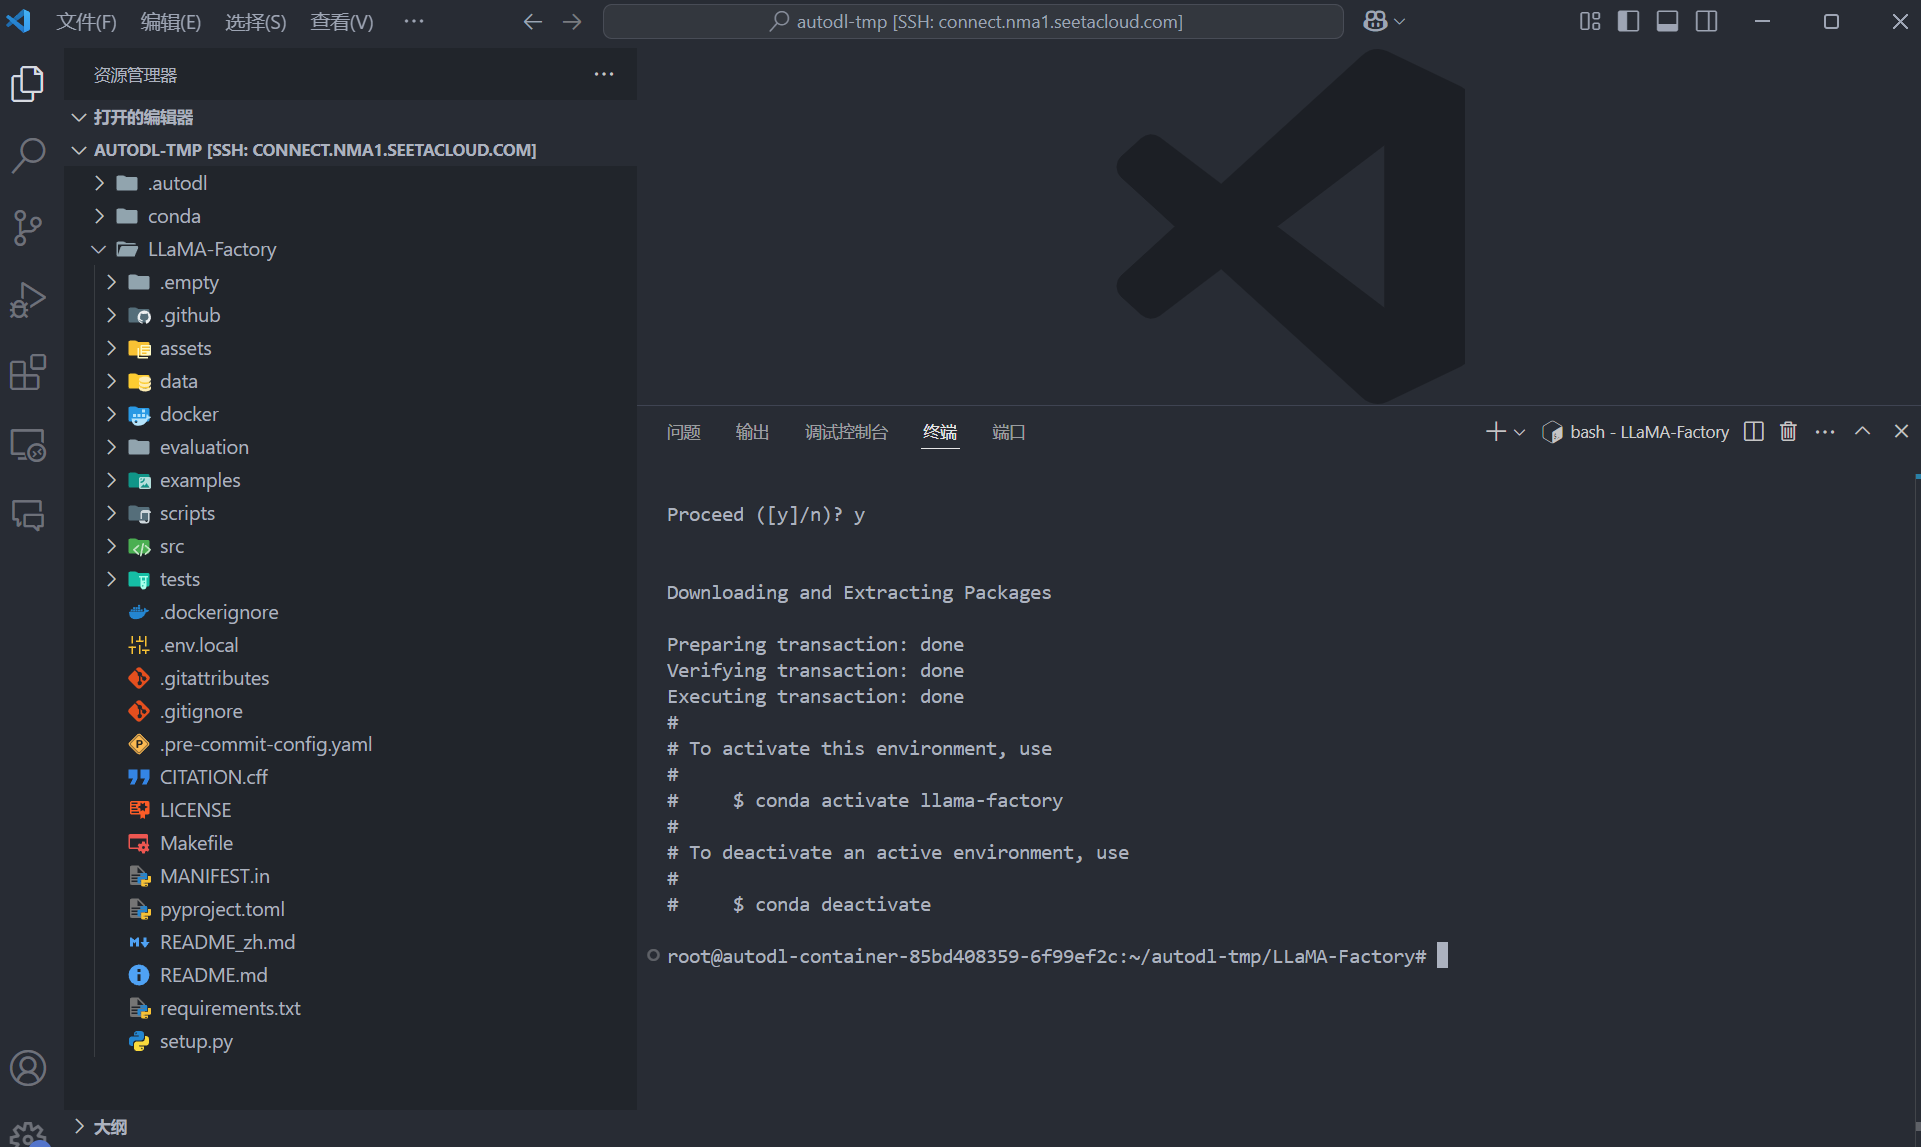 文件(F) 编辑(E) 选择(S) 查看(V) ··· autodl-tmp [SSH: connect.nma1.seetacloud.com]
资源管理器
打开的编辑器
AUTODL-TMP [SSH: CONNECT.NMA1.SEETACLOUD.COM]
.autodl
conda
LLaMA-Factory
.empty
.github
assets
data
docker
evaluation
examples
scripts
src
tests
.dockerignore
.env.local
.gitattributes
.gitignore
.pre-commit-config.yaml
CITATION.cff
LICENSE
Makefile
MANIFEST.in
pyproject.toml
README_zh.md
README.md
requirements.txt
setup.py
大纲
问题 输出 调试控制台 终端 端口 bash - LLaMA-Factory
Proceed ([y]/n)? y
Downloading and Extracting Packages
Preparing transaction: done
Verifying transaction: done
Executing transaction: done
#
# To activate this environment, use
#
#     $ conda activate llama-factory
#
# To deactivate an active environment, use
#
#     $ conda deactivate
root@autodl-container-85bd408359-6f99ef2c:~/autodl-tmp/LLaMA-Factory#